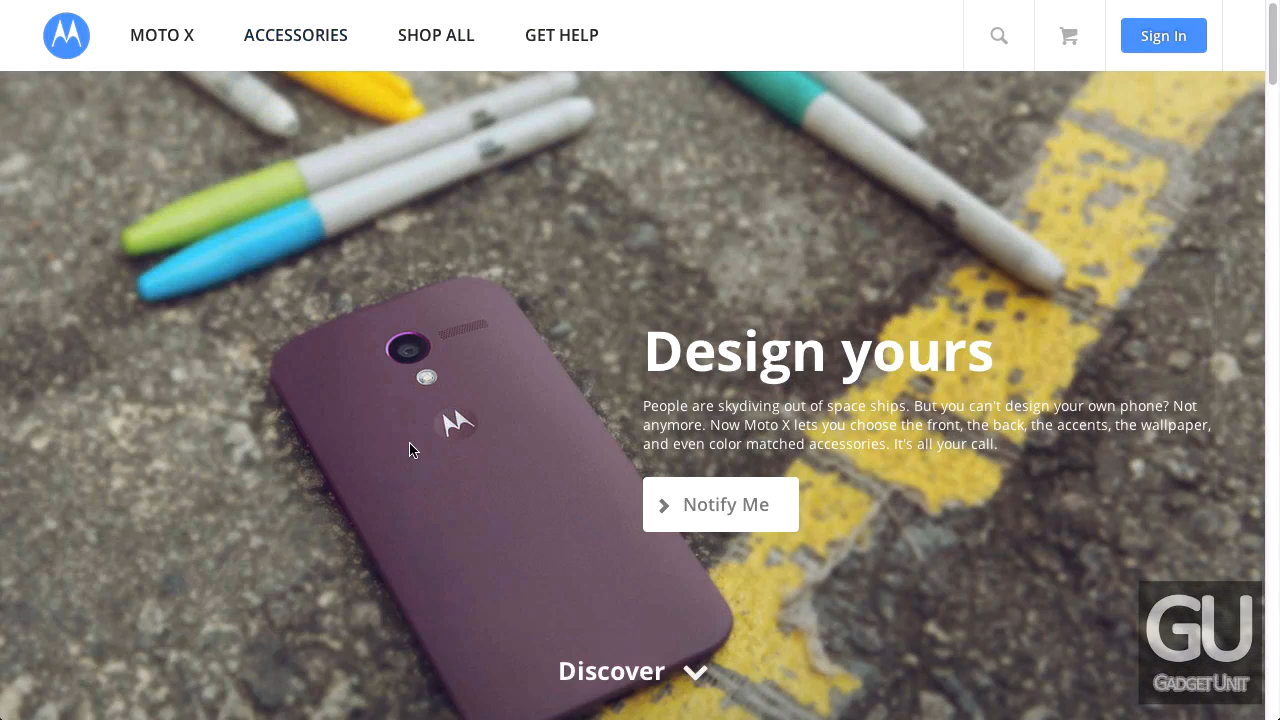 MOTO X
ACCESSORIES
SHOP ALL
GET HELP
Sign In
Design yours
People are skydiving out of space ships. But you can't design your own phone? Not
anymore. Now Moto X lets you choose the front, the back, the accents, the wallpaper,
and even color matched accessories. It's all your call.
Notify Me
Discover
GU
GADGETUNIT